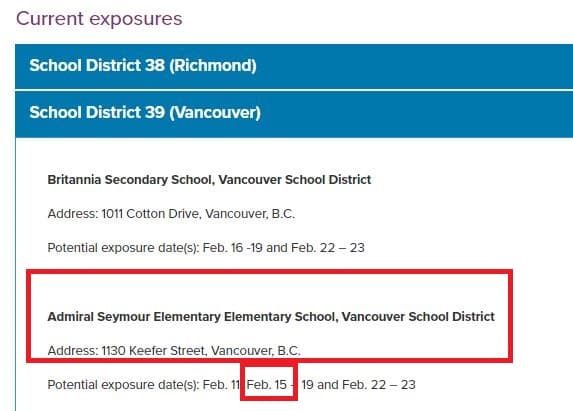 Current exposures
School District 38 (Richmond)
School District 39 (Vancouver)
Britannia Secondary School, Vancouver School District
Address: 1011 Cotton Drive, Vancouver, B.C.
Potential exposure date(s): Feb. 16 -19 and Feb. 22 – 23
Admiral Seymour Elementary Elementary School, Vancouver School District
Address: 1130 Keefer Street, Vancouver, B.C.
Potential exposure date(s): Feb. 11, Feb. 15 - 19 and Feb. 22 – 23